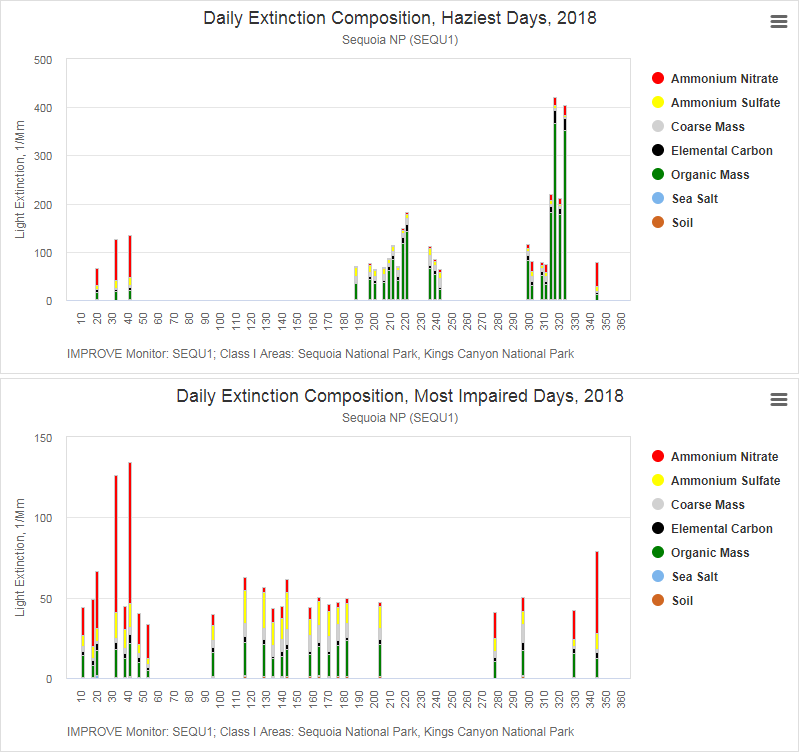 Daily Extinction Composition, Haziest Days, 2018
Sequoia NP (SEQU1)
Light Extinction, 1/Mm
500
400
300
200
100
0
10 20 30 40 50 60 70 80 90 100 110 120 130 140 150 160 170 180 190 200 210 220 230 240 250 260 270 280 290 300 310 320 330 340 350 360
Ammonium Nitrate
Ammonium Sulfate
Coarse Mass
Elemental Carbon
Organic Mass
Sea Salt
Soil
IMPROVE Monitor: SEQU1; Class I Areas: Sequoia National Park, Kings Canyon National Park
Daily Extinction Composition, Most Impaired Days, 2018
Sequoia NP (SEQU1)
Light Extinction, 1/Mm
150
100
50
0
10 20 30 40 50 60 70 80 90 100 110 120 130 140 150 160 170 180 190 200 210 220 230 240 250 260 270 280 290 300 310 320 330 340 350 360
Ammonium Nitrate
Ammonium Sulfate
Coarse Mass
Elemental Carbon
Organic Mass
Sea Salt
Soil
IMPROVE Monitor: SEQU1; Class I Areas: Sequoia National Park, Kings Canyon National Park